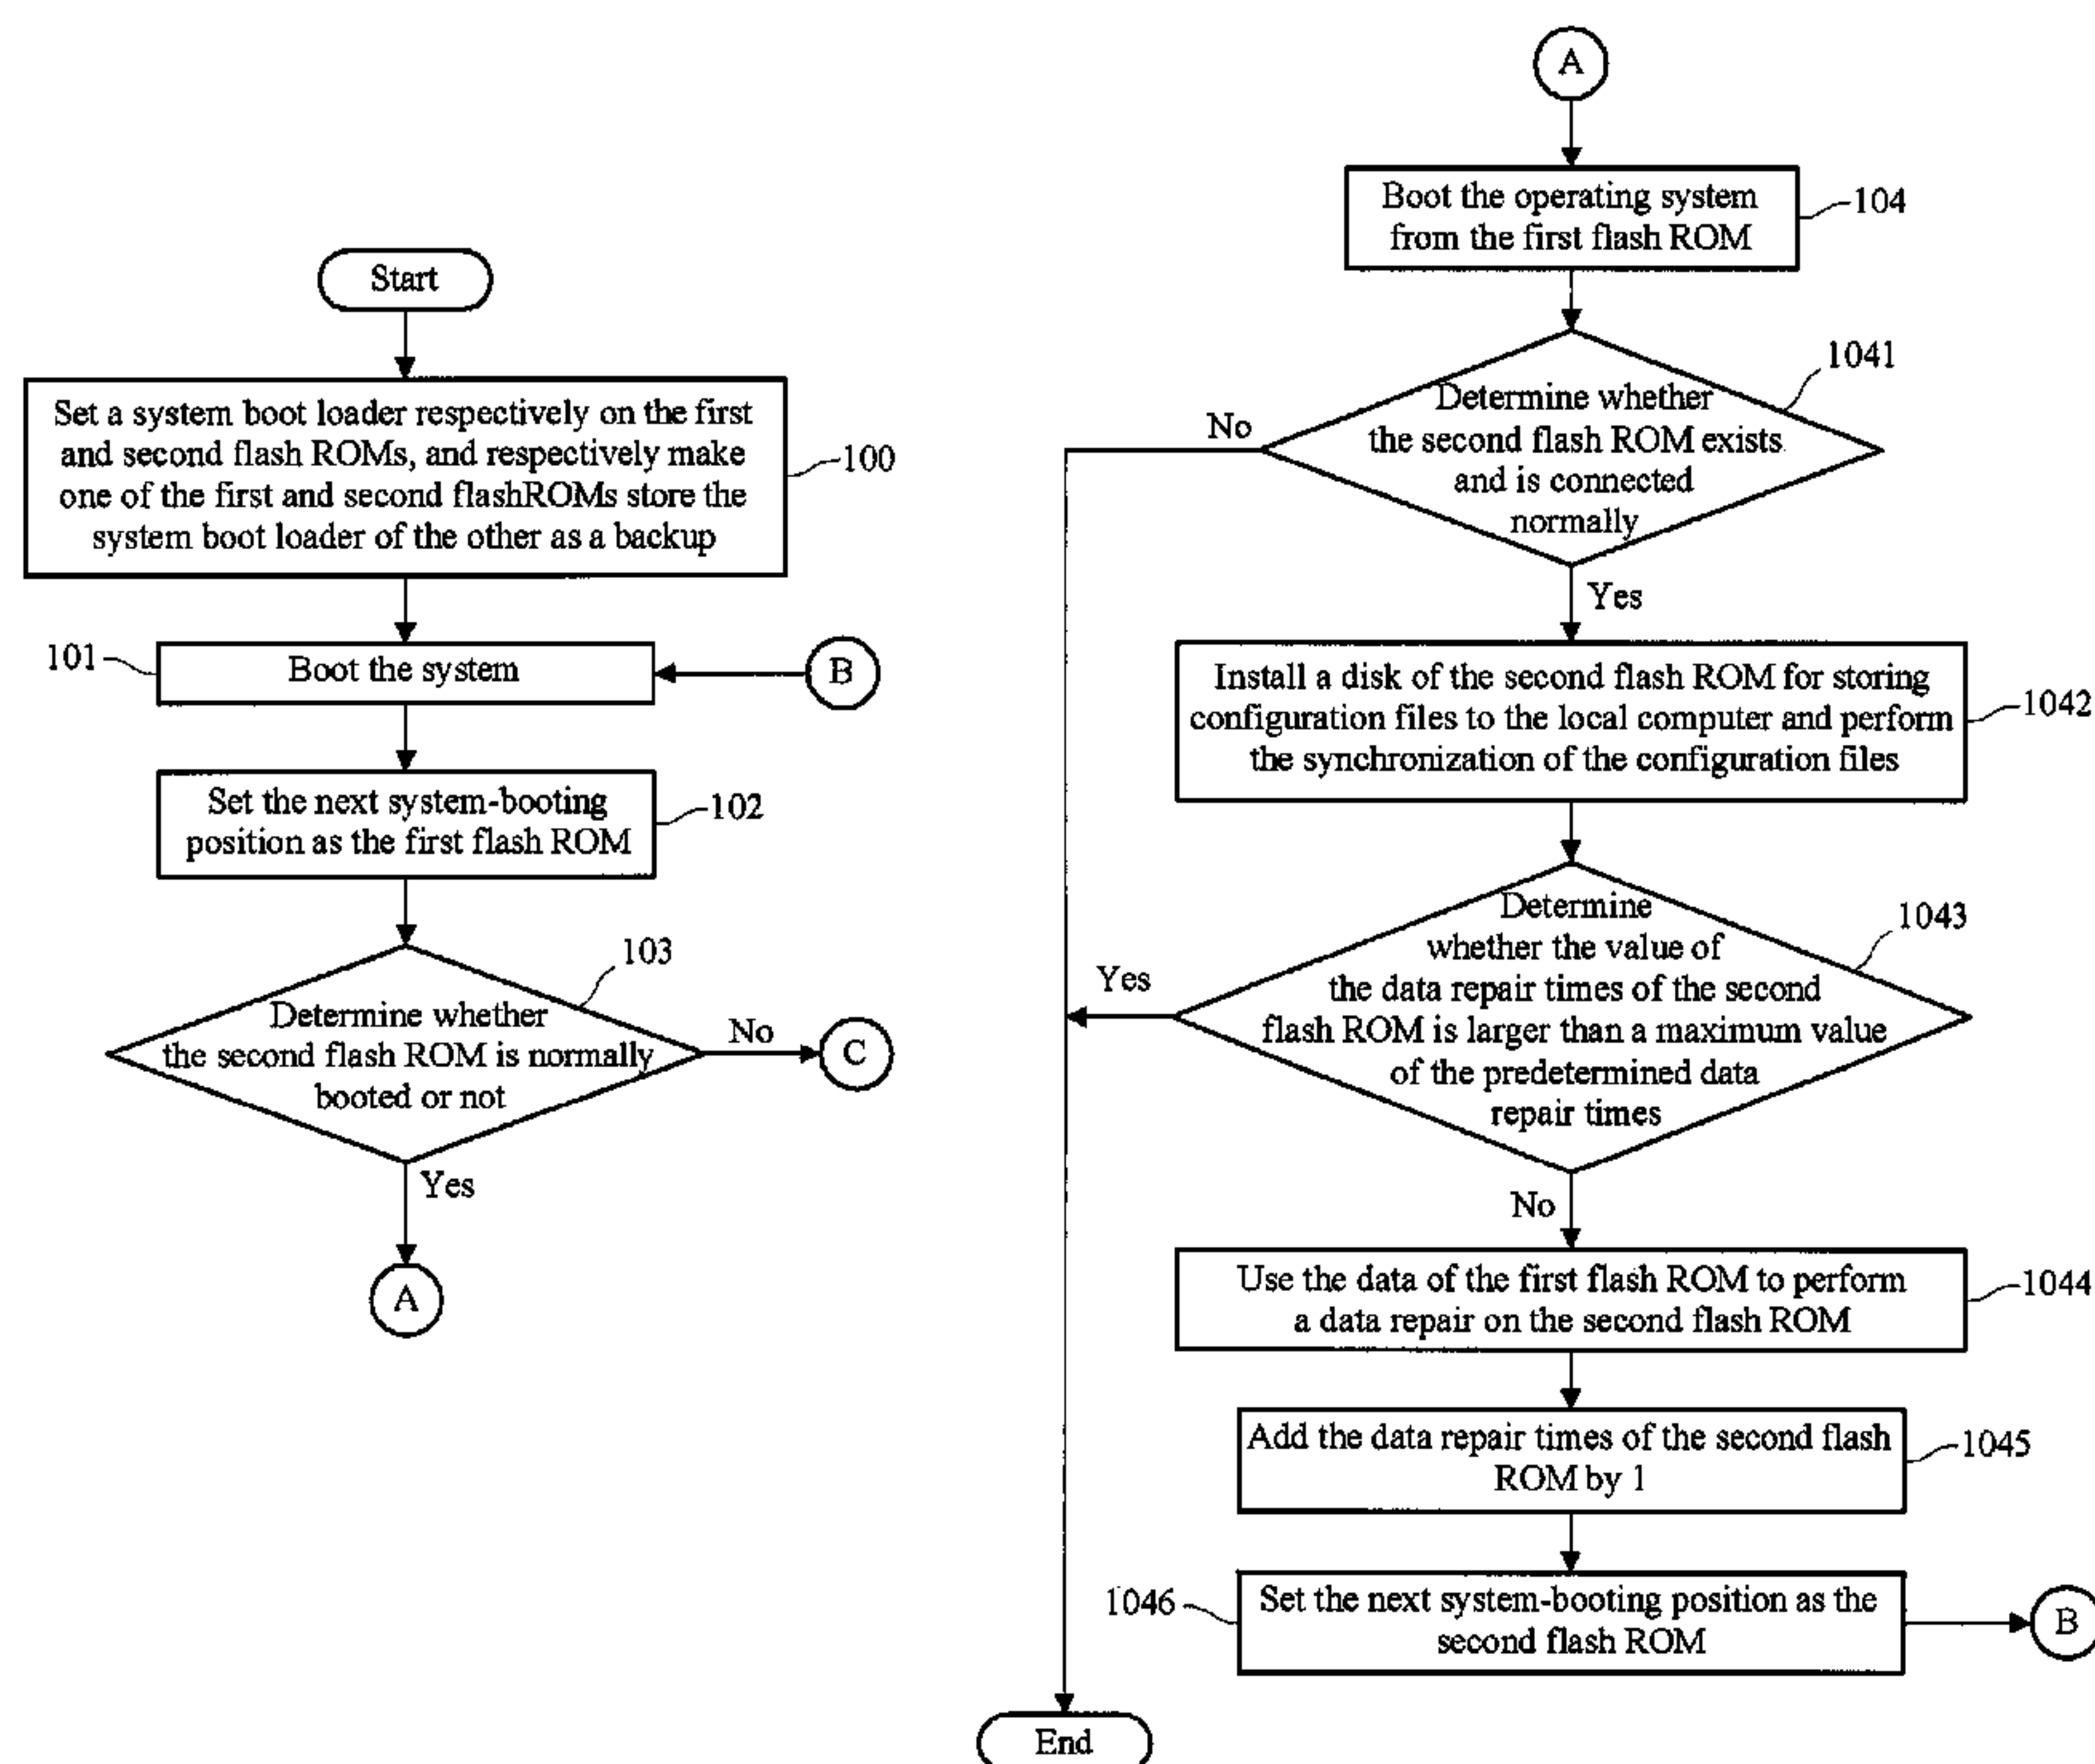 Start
Set a system boot loader respectively on the first
and second flash ROMs, and respectively make
one of the first and second flashROMs store the
system boot loader of the other as a backup
100
101
Boot the system
B
Set the next system-booting
position as the first flash ROM
102
103
Determine whether
the second flash ROM is normally
booted or not
No
C
Yes
A
A
Boot the operating system
from the first flash ROM
104
1041
Determine whether
the second flash ROM exists
and is connected
normally
No
Yes
Install a disk of the second flash ROM for storing
configuration files to the local computer and perform
the synchronization of the configuration files
1042
1043
Determine
whether the value of
the data repair times of the second
flash ROM is larger than a maximum value
of the predetermined data
repair times
Yes
No
Use the data of the first flash ROM to perform
a data repair on the second flash ROM
1044
Add the data repair times of the second flash
ROM by 1
1045
1046
Set the next system-booting position as the
second flash ROM
B
End